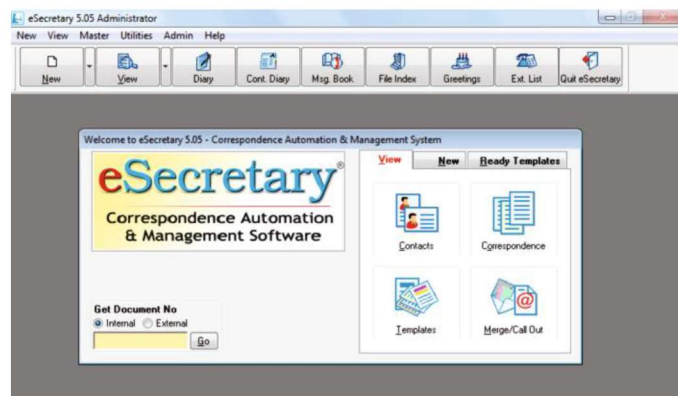 eSecretary 5.05 Administrator
New View Master Utilities Admin Help
New View Diary Cont. Diary Msg. Book File Index Greetings Ext. List Quit eSecretary
Welcome to eSecretary 5.05 - Correspondence Automation & Management System
eSecretary®
Correspondence Automation
& Management Software
View New Ready Templates
Contacts Correspondence
Templates Merge/Call Out
Get Document No
Internal External
Go